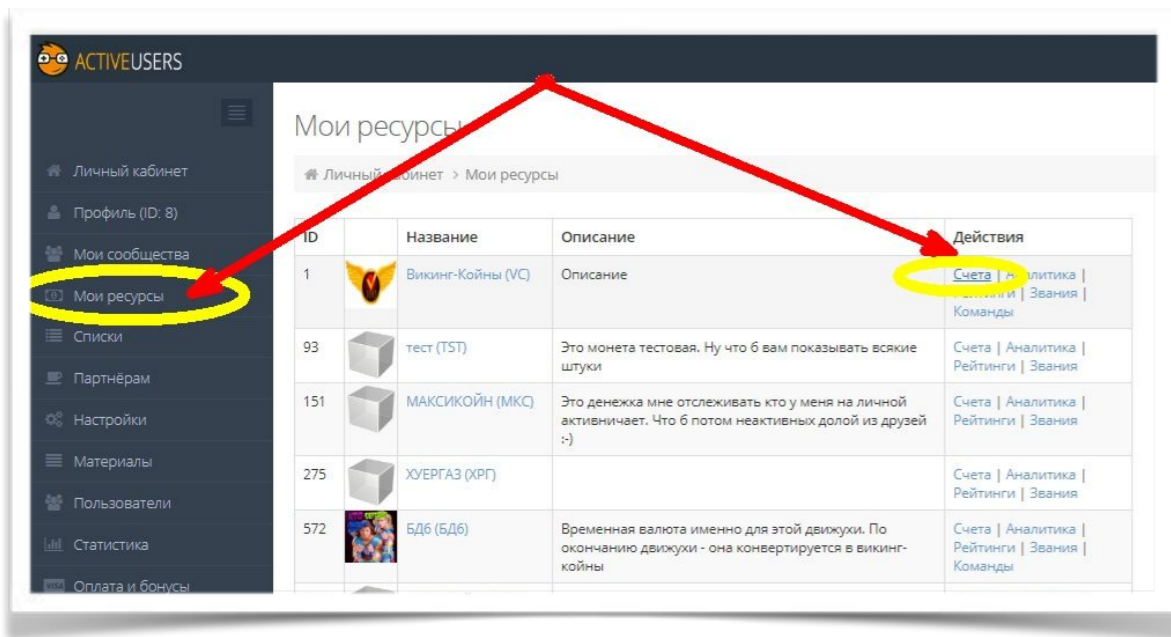 ACTIVEUSERS
Личный кабинет
Профиль (ID: 8)
Мои сообщества
Мои ресурсы
Списки
Партнёрам
Настройки
Материалы
Пользователи
Статистика
Оплата и бонусы
Мои ресурсы
Личный кабинет > Мои ресурсы
ID Название Описание Действия
1 Викинг-Койны (VC) Описание Счета | Аналитика |
Рейтинги | Звания |
Команды
93 тест (TST) Это монета тестовая. Ну что б вам показывать всякие Счета | Аналитика |
штуки Рейтинги | Звания
151 МАКСИКОЙН (МКС) Это денежка мне отслеживать кто у меня на личной Счета | Аналитика |
активничает. Что б потом неактивных долой из друзей Рейтинги | Звания
:-)
275 ХУЕРГАЗ (ХРГ) Счета | Аналитика |
Рейтинги | Звания
572 БД6 (БД6) Временная валюта именно для этой движухи. По Счета | Аналитика |
окончанию движухи - она конвертируется в викинг- Рейтинги | Звания |
койны Команды